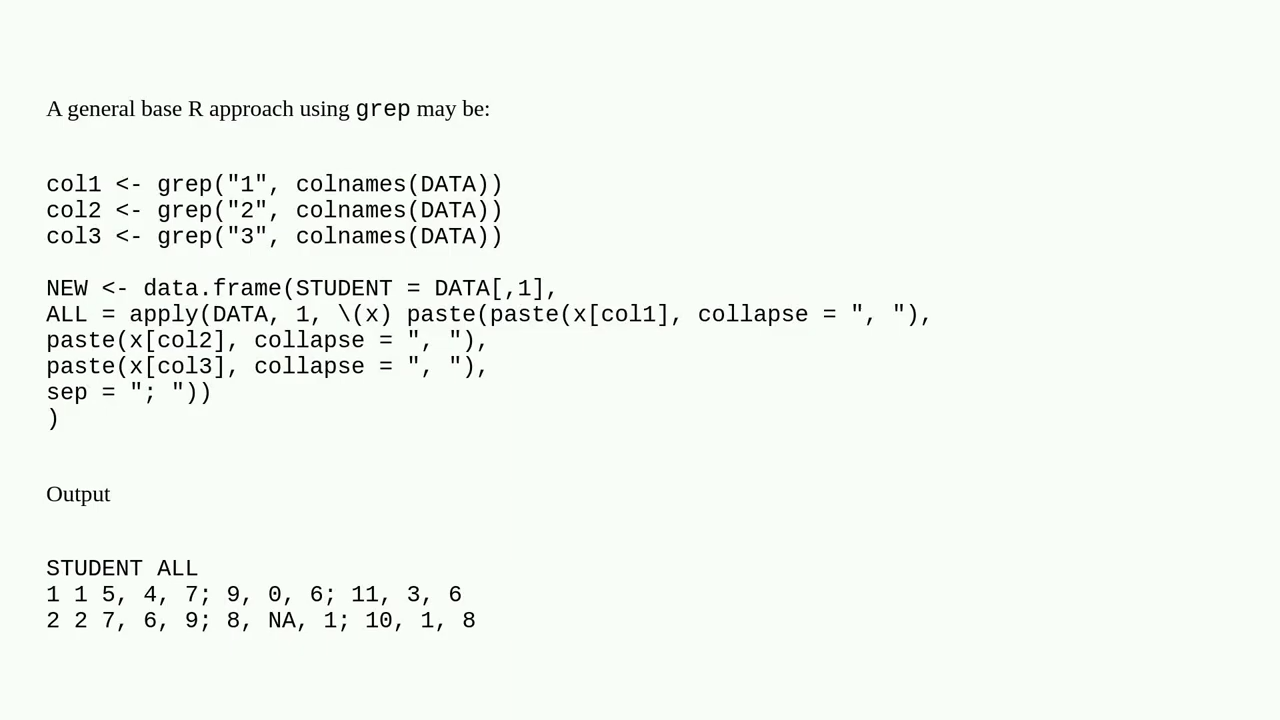 A general base R approach using grep may be:
col1 <- grep("1", colnames(DATA))
col2 <- grep("2", colnames(DATA))
col3 <- grep("3", colnames(DATA))
NEW <- data.frame(STUDENT = DATA[,1],
ALL = apply(DATA, 1, \(x) paste(paste(x[col1], collapse = ", "),
paste(x[col2], collapse = ", "),
paste(x[col3], collapse = ", "),
sep = "; "))
)
Output
STUDENT ALL
1 1 5, 4, 7; 9, 0, 6; 11, 3, 6
2 2 7, 6, 9; 8, NA, 1; 10, 1, 8